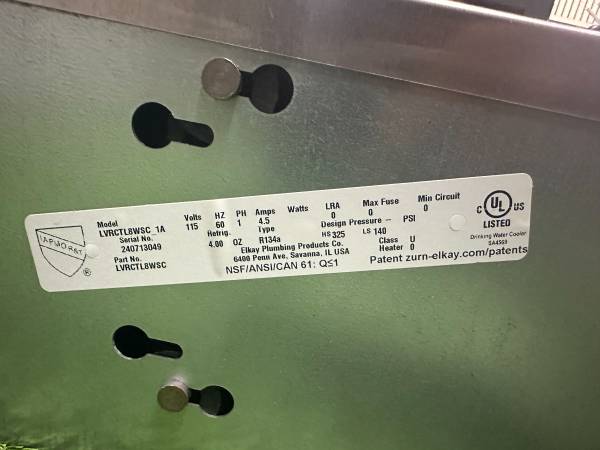 Model Volts HZ PH Amps Watts LRA Max Fuse Min Circuit
LVRCTL8WSC_1A 115 60 1 4.5 0 0 0
Serial No. Refrig. Type Design Pressure – PSI
240713049 4.00 OZ R134a HS 325 LS 140
Part No. Elkay Plumbing Products Co. Class U
LVRCTL8WSC 6400 Penn Ave, Savanna, IL USA Heater 0
NSF/ANSI/CAN 61: Q≤1 Patent zurn-elkay.com/patents
IAPMO R&T
®
C UL US
®
LISTED
Drinking Water Cooler
SA4569